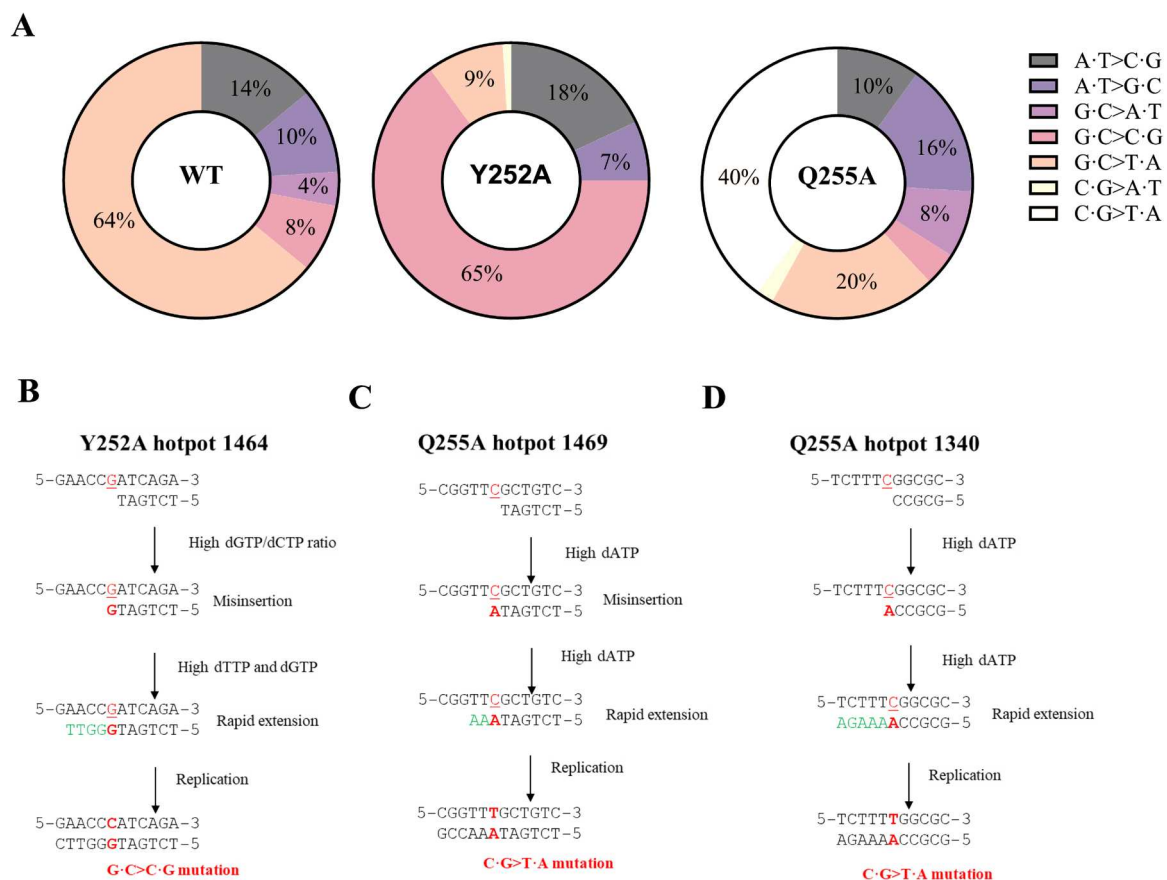 A
14%
10%
4%
8%
64%
WT
9%
18%
7%
65%
Y252A
10%
16%
8%
20%
40%
Q255A
A·T>C·G
A·T>G·C
G·C>A·T
G·C>C·G
G·C>T·A
C·G>A·T
C·G>T·A
B
Y252A hotpot 1464
5-GAACCGATCAGA-3
TAGTCT-5
High dGTP/dCTP ratio
5-GAACCGATCAGA-3
GTAGTCT-5
Misinsertion
High dTTP and dGTP
5-GAACCGATCAGA-3
TTGGGTAGTCT-5
Rapid extension
Replication
5-GAACCCATCAGA-3
CTTGGGTAGTCT-5
G·C>C·G mutation
C
Q255A hotpot 1469
5-CGGTTCGCTGTC-3
TAGTCT-5
High dATP
5-CGGTTCGCTGTC-3
ATAGTCT-5
Misinsertion
High dATP
5-CGGTTCGCTGTC-3
AAATAGTCT-5
Rapid extension
Replication
5-CGGTTTGCTGTC-3
GCCAAATAGTCT-5
C·G>T·A mutation
D
Q255A hotpot 1340
5-TCTTTCGGCGC-3
CCGCG-5
High dATP
5-TCTTTCGGCGC-3
ACCGCG-5
High dATP
5-TCTTTCGGCGC-3
AGAAAACCGCG-5
Rapid extension
Replication
5-TCTTTTGGCGC-3
AGAAAACCGCG-5
C·G>T·A mutation